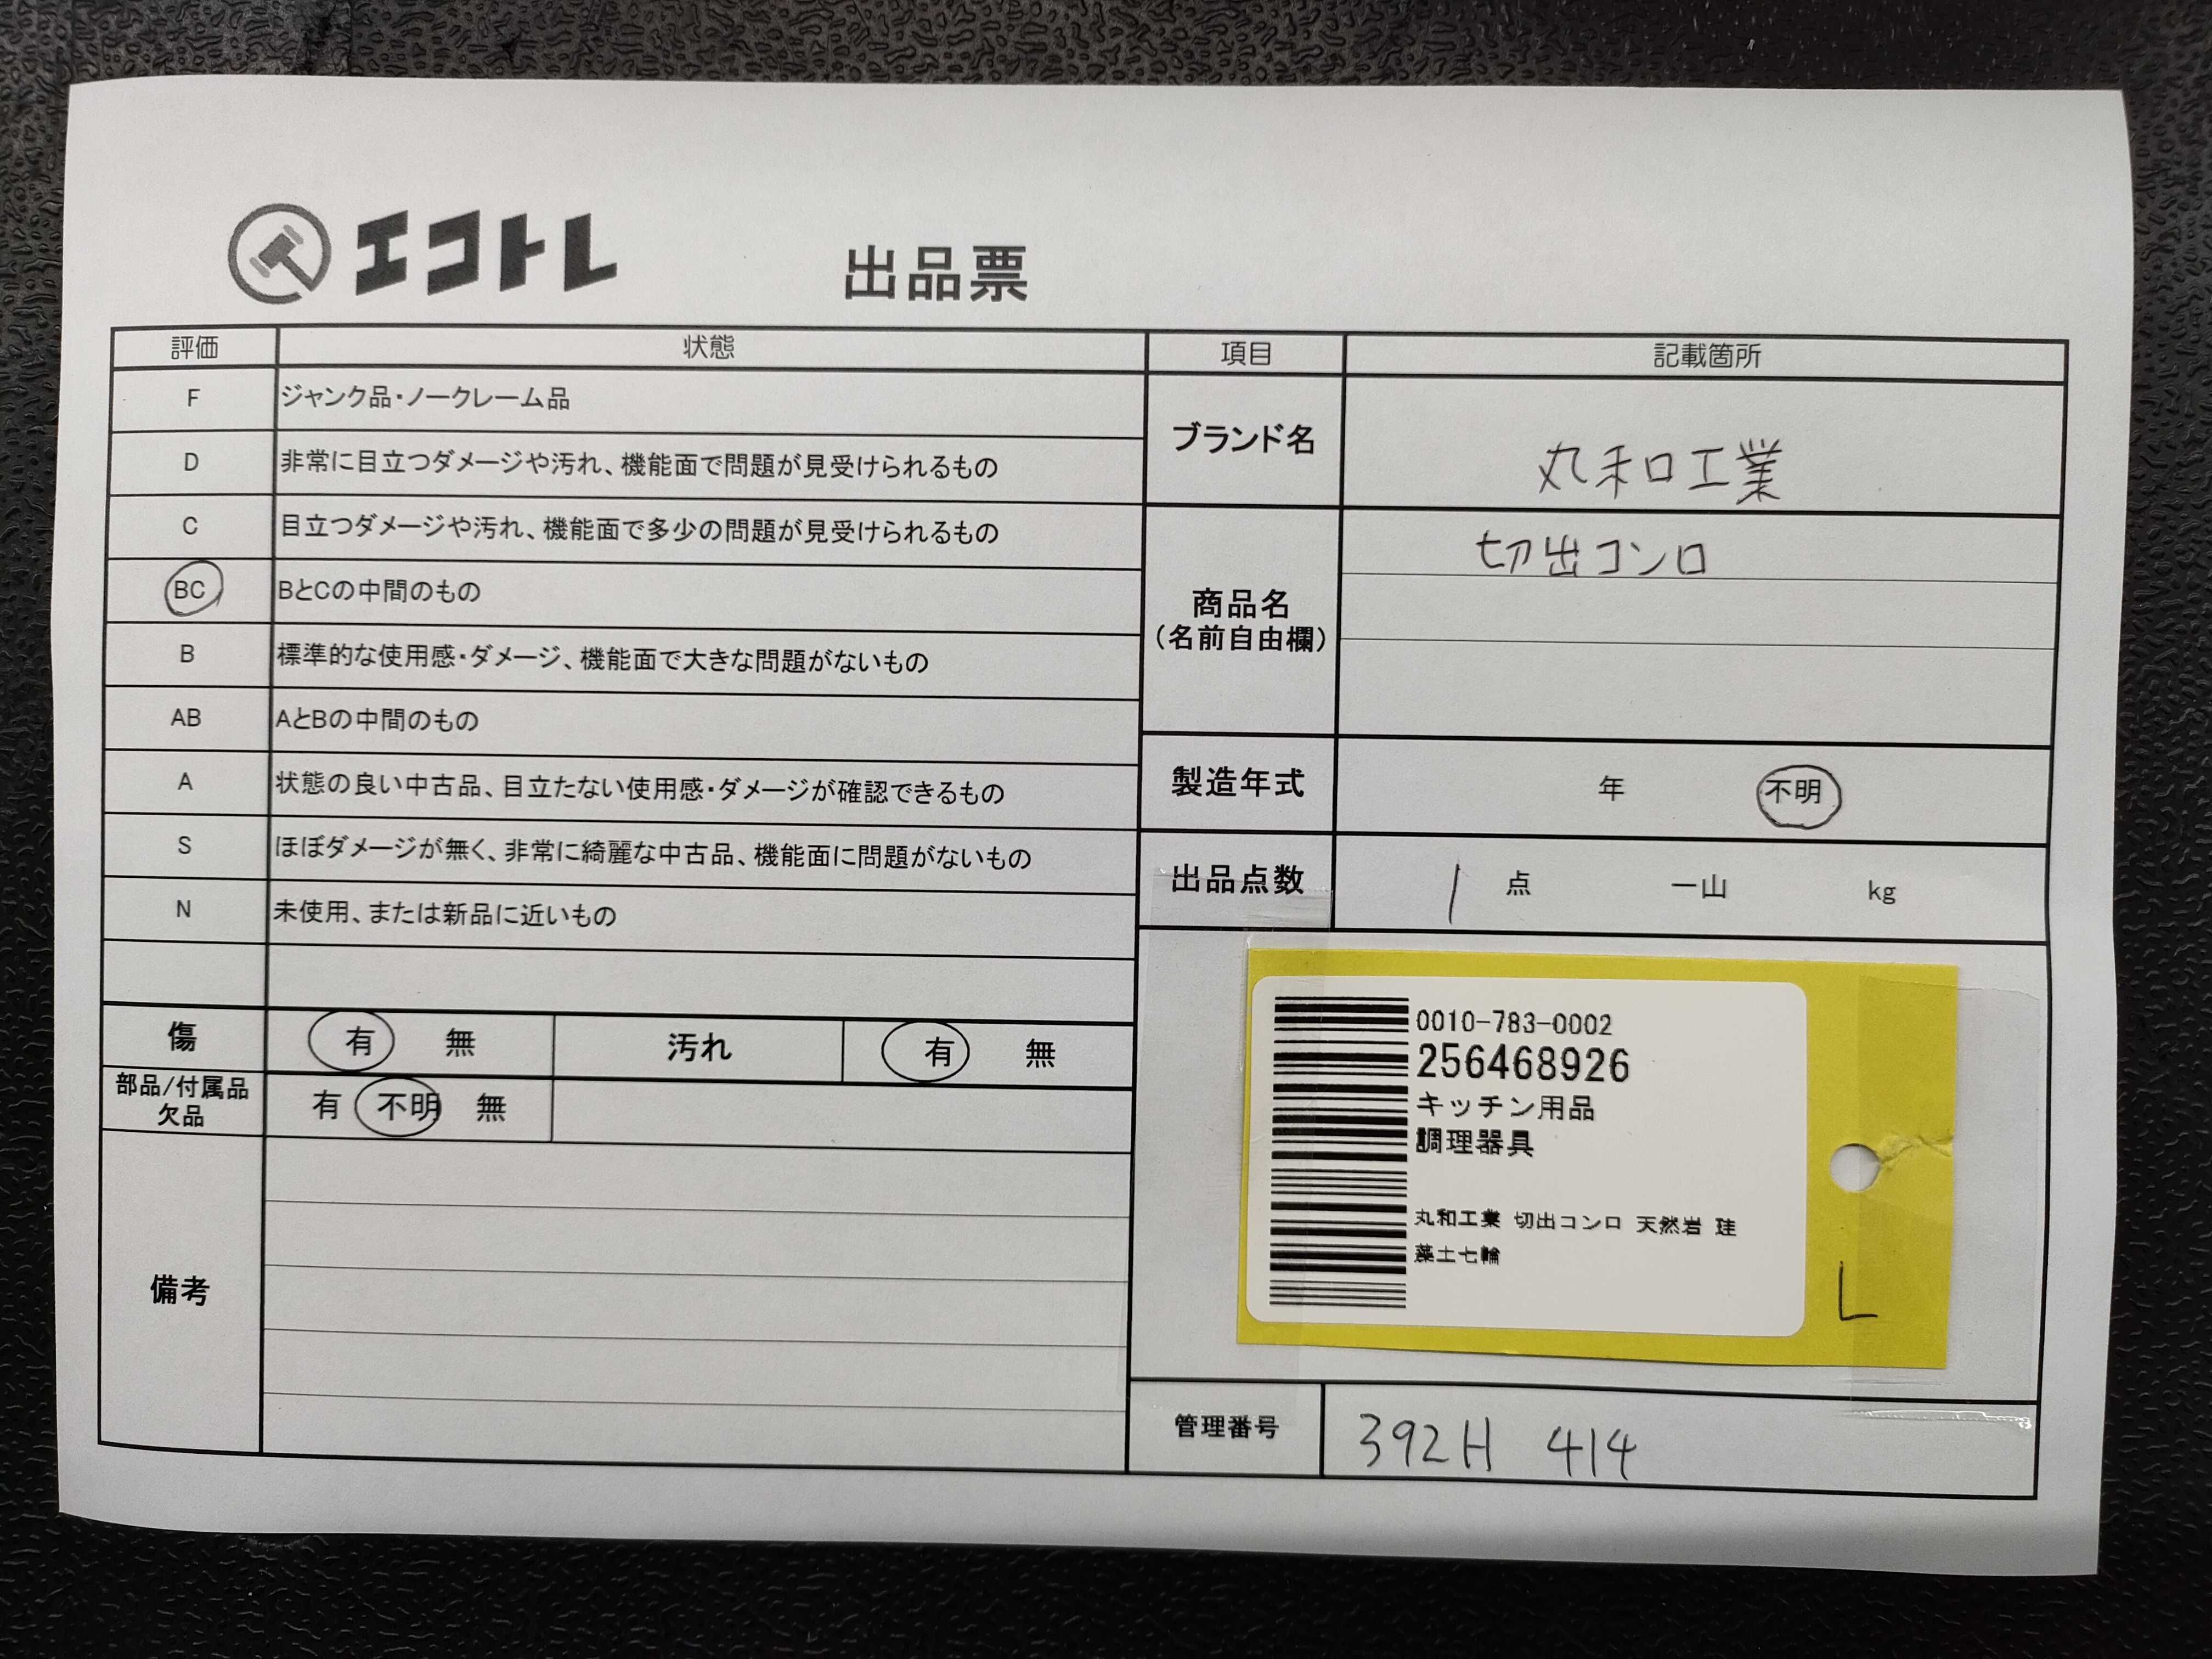 エコトレ
出品票
評価 状態
F ジャンク品・ノークレーム品
D 非常に目立つダメージや汚れ、機能面で問題が見受けられるもの
C 目立つダメージや汚れ、機能面で多少の問題が見受けられるもの
BC BとCの中間のもの
B 標準的な使用感・ダメージ、機能面で大きな問題がないもの
AB AとBの中間のもの
A 状態の良い中古品、目立たない使用感・ダメージが確認できるもの
S ほぼダメージが無く、非常に綺麗な中古品、機能面に問題がないもの
N 未使用、または新品に近いもの
傷 有 無 汚れ 有 無
部品/付属品
欠品
有 不明 無
備考
項目 記載箇所
ブランド名 丸和工業
商品名
(名前自由欄)
切出コンロ
製造年式 年 不明
出品点数 1 点 一山 kg
0010-783-0002
256468926
キッチン用品
調理器具
丸和工業 切出コンロ 天然岩 珪
藻土七輪
L
管理番号 392H 414